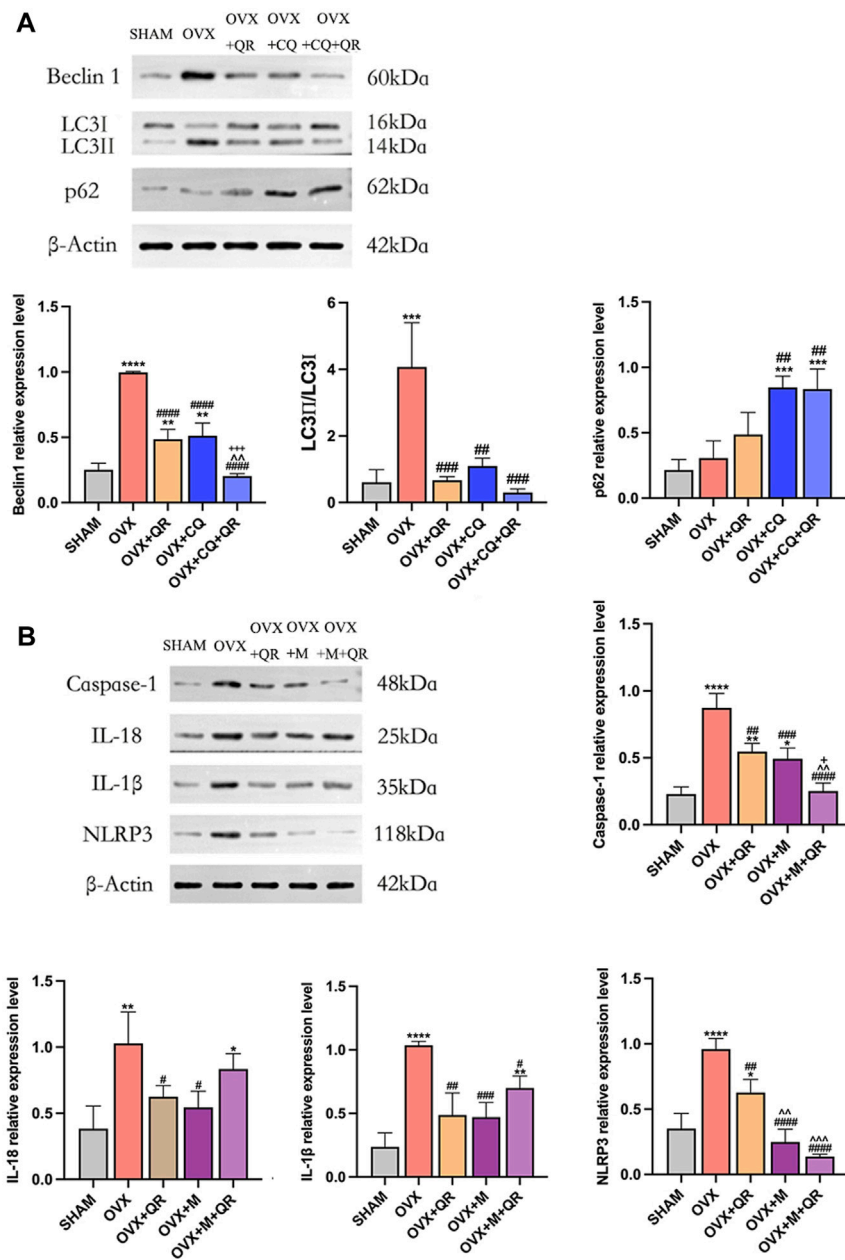 A
SHAM OVX OVX +QR OVX +CQ OVX +CQ+QR
Beclin 1 60kDa
LC3I 16kDa
LC3II 14kDa
p62 62kDa
β-Actin 42kDa
Beclin1 relative expression level
1.5
1.0
0.5
0.0
****
####
**
####
**
+++
^^
####
SHAM
OVX
OVX+QR
OVX+CQ
OVX+CQ+QR
LC3II/LC3I
6
4
2
0
***
###
##
###
SHAM
OVX
OVX+QR
OVX+CQ
OVX+CQ+QR
p62 relative expression level
1.5
1.0
0.5
0.0
##
***
##
***
SHAM
OVX
OVX+QR
OVX+CQ
OVX+CQ+QR
B
SHAM OVX OVX +QR OVX +M OVX +M+QR
Caspase-1 48kDa
IL-18 25kDa
IL-1β 35kDa
NLRP3 118kDa
β-Actin 42kDa
Caspase-1 relative expression level
1.5
1.0
0.5
0.0
****
##
**
###
*
+
^^
####
SHAM
OVX
OVX+QR
OVX+M
OVX+M+QR
IL-18 relative expression level
1.5
1.0
0.5
0.0
**
#
#
*
SHAM
OVX
OVX+QR
OVX+M
OVX+M+QR
IL-1β relative expression level
1.5
1.0
0.5
0.0
****
##
###
#
**
SHAM
OVX
OVX+QR
OVX+M
OVX+M+QR
NLRP3 relative expression level
1.5
1.0
0.5
0.0
****
##
*
^^
####
^^^
####
SHAM
OVX
OVX+QR
OVX+M
OVX+M+QR